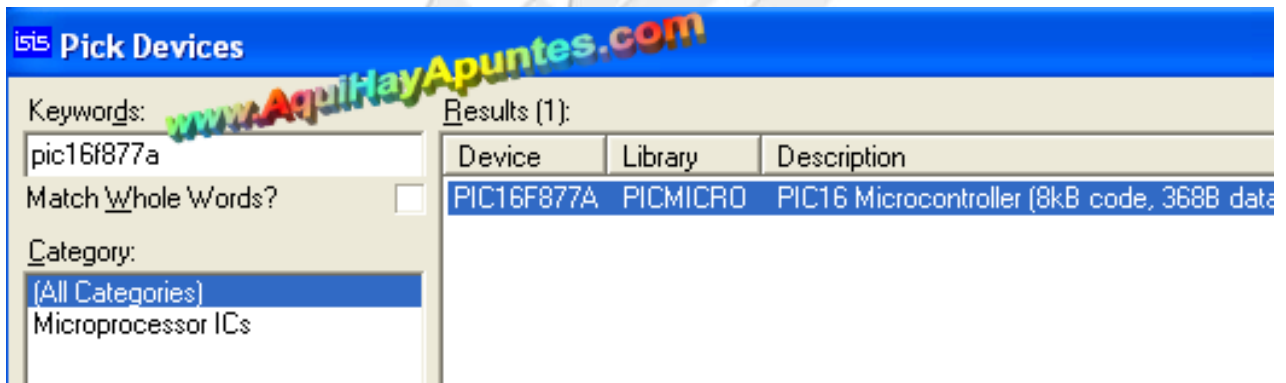 isis Pick Devices
www.AquiHayApuntes.com
Keywords:
pic16f877a
Match Whole Words?
Category:
(All Categories)
Microprocessor ICs
Results (1):
Device Library Description
PIC16F877A PICMICRO PIC16 Microcontroller (8kB code, 368B data